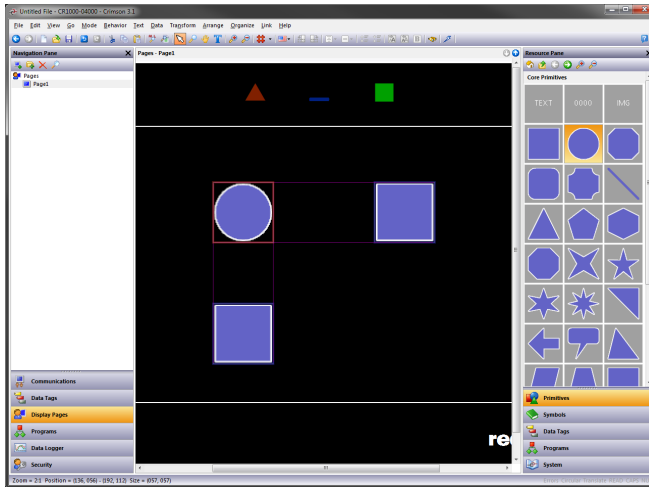 Untitled File - CR1000-04000 - Crimson 3.1
File Edit View Go Mode Behavior Text Data Transform Arrange Organize Link Help
Navigation Pane
Pages - Page1
Resource Pane
Pages
Page1
Core Primitives
TEXT 0000 IMG
Communications
Data Tags
Display Pages
Programs
Data Logger
Security
Primitives
Symbols
Data Tags
Programs
System
Zoom = 2:1 Position = (136, 056) - (192, 112) Size = (057, 057)